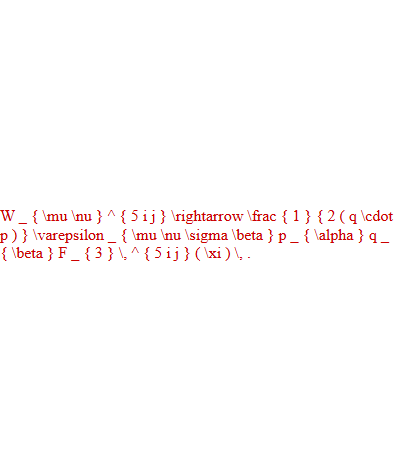 W _ { \mu \nu } ^ { 5 i j } \rightarrow \frac { 1 } { 2 ( q \cdot
p ) } \varepsilon _ { \mu \nu \sigma \beta } p _ { \alpha } q _
{ \beta } F _ { 3 } \, ^ { 5 i j } ( \xi ) \, .